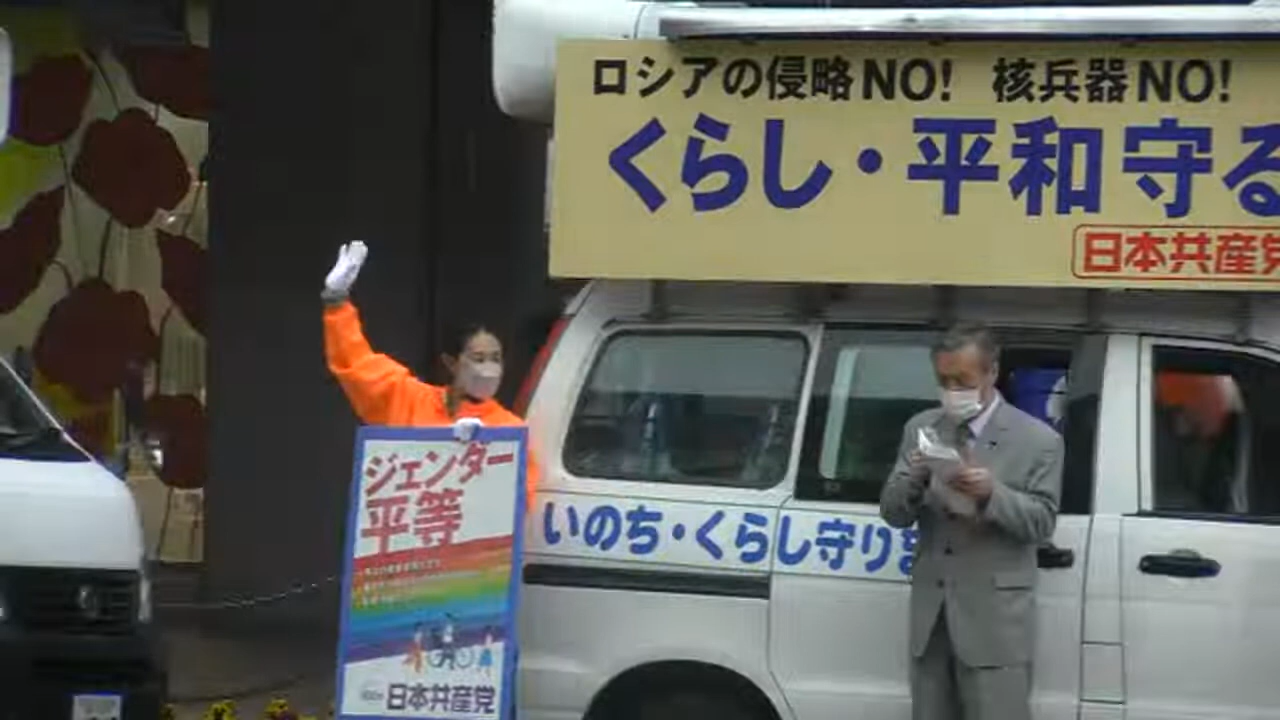 ロシアの侵略NO! 核兵器NO!
くらし・平和守る
日本共産党
いのち・くらし守り
ジェンダー
平等
日本共産党